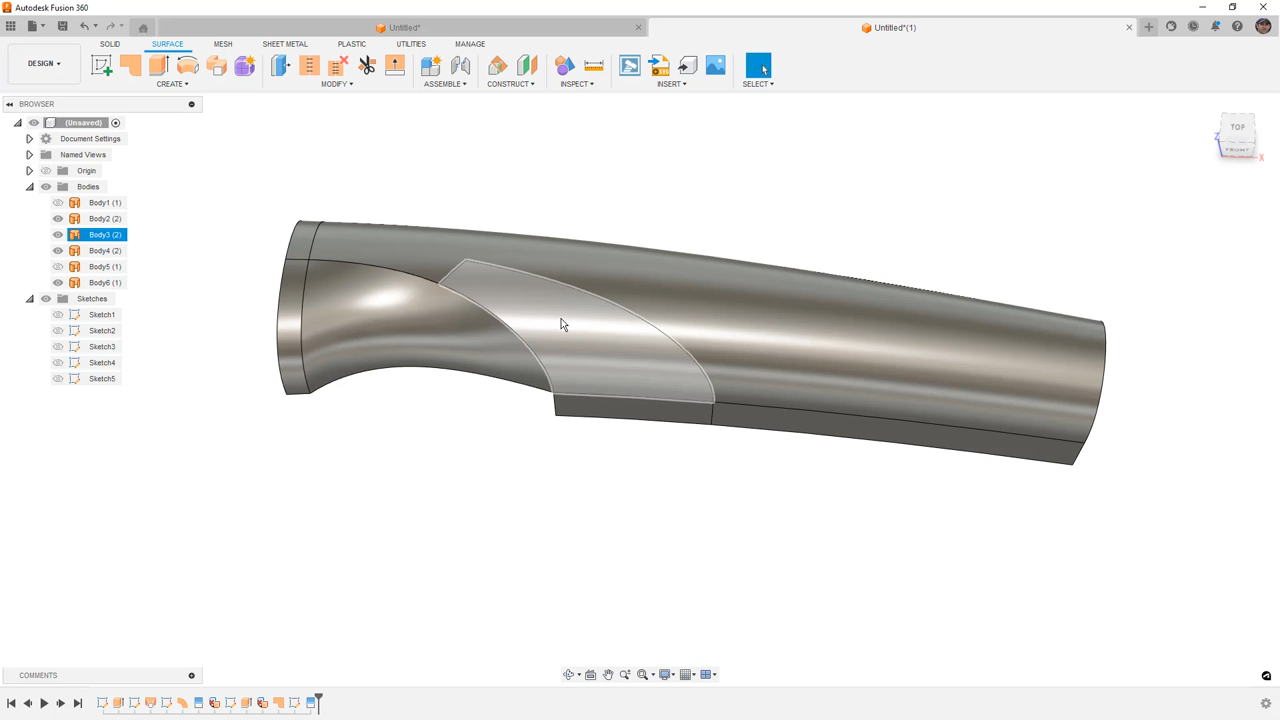 Autodesk Fusion 360
Untitled*
Untitled*(1)
SOLID
SURFACE
MESH
SHEET METAL
PLASTIC
UTILITIES
MANAGE
DESIGN
CREATE
MODIFY
ASSEMBLE
CONSTRUCT
INSPECT
INSERT
SELECT
BROWSER
(Unsaved)
Document Settings
Named Views
Origin
Bodies
Body1 (1)
Body2 (2)
Body3 (2)
Body4 (2)
Body5 (1)
Body6 (1)
Sketches
Sketch1
Sketch2
Sketch3
Sketch4
Sketch5
TOP
FRONT
Z
X
COMMENTS